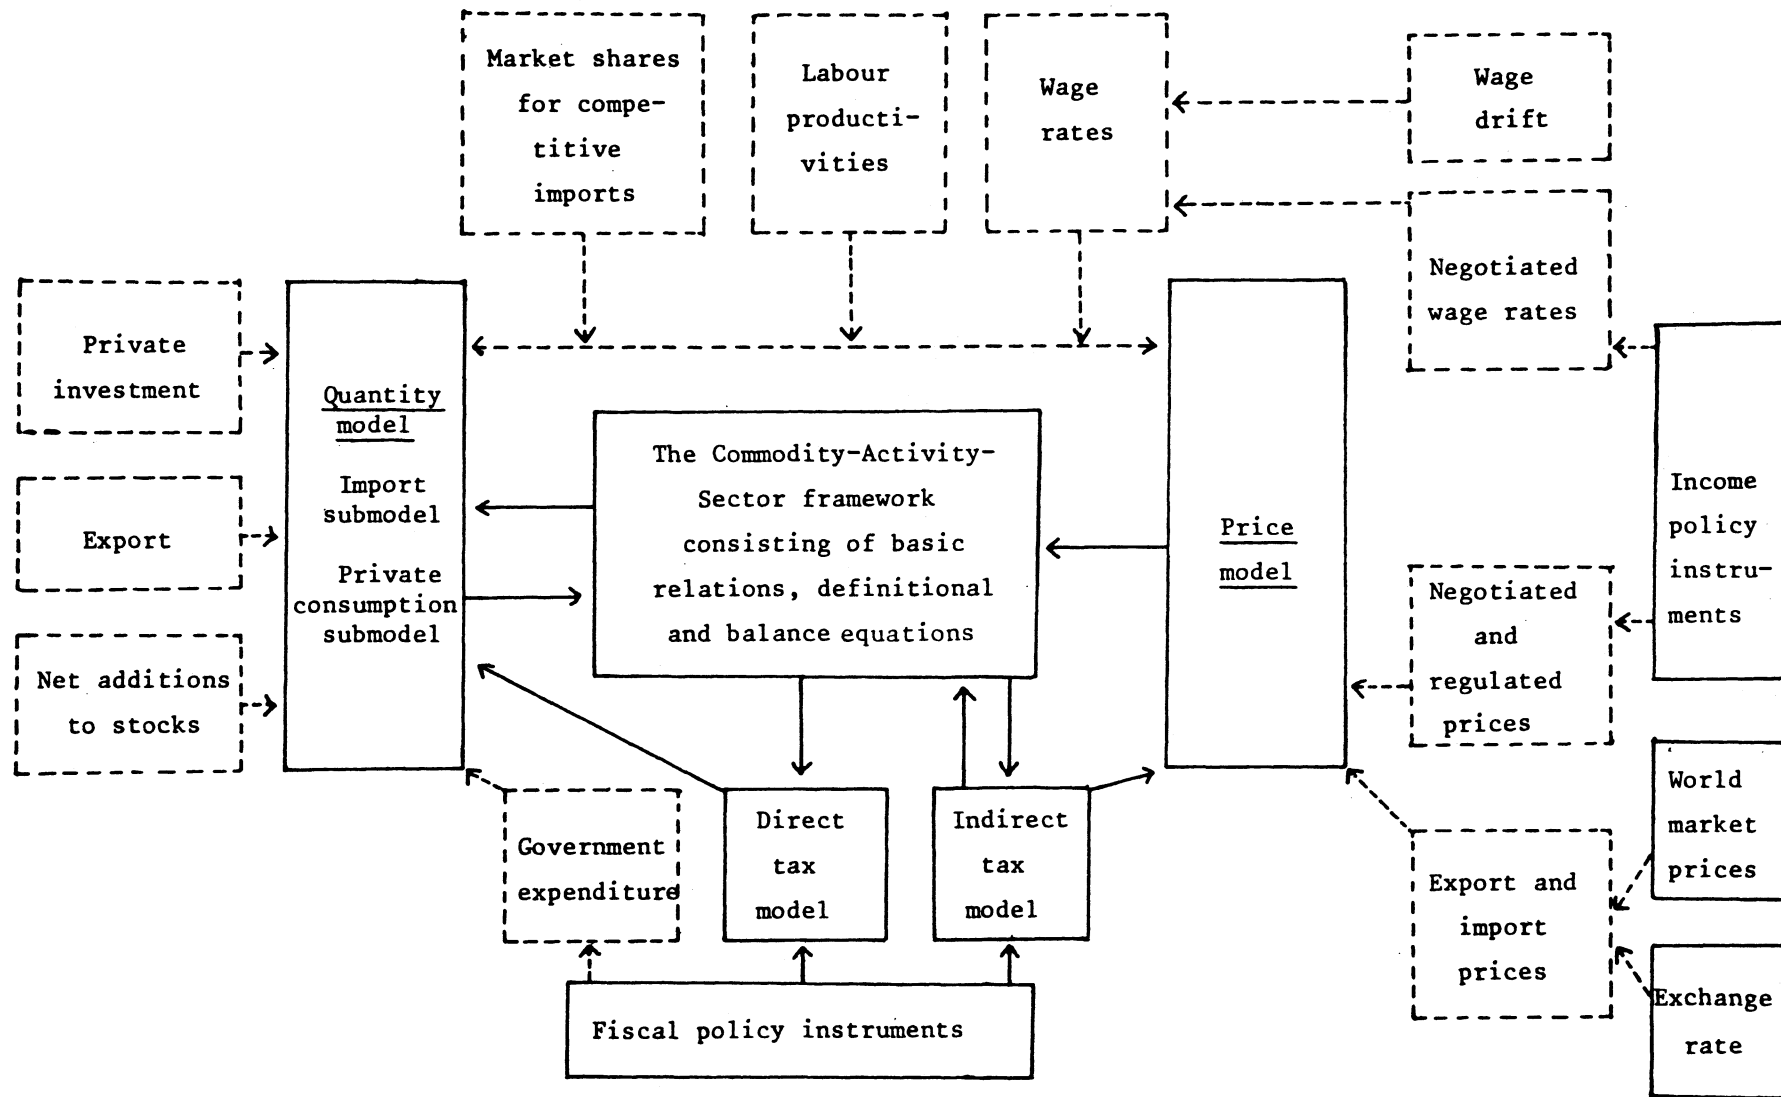 Market shares
for compe-
titive
imports
Labour
producti-
vities
Wage
rates
Wage
drift
Negotiated
wage rates
Private
investment
Export
Net additions
to stocks
Quantity
model
Import
submodel
Private
consumption
submodel
The Commodity-Activity-
Sector framework
consisting of basic
relations, definitional
and balance equations
Price
model
Income
policy
instru-
ments
Negotiated
and
regulated
prices
World
market
prices
Export and
import
prices
Exchange
rate
Government
expenditure
Direct
tax
model
Indirect
tax
model
Fiscal policy instruments